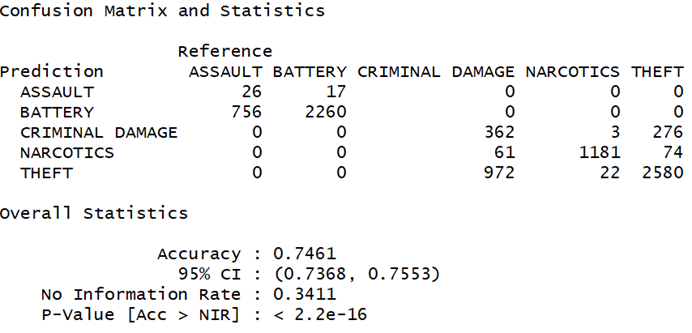 Confusion Matrix and Statistics
Reference
Prediction ASSAULT BATTERY CRIMINAL DAMAGE NARCOTICS THEFT
ASSAULT 26 17 0 0 0
BATTERY 756 2260 0 0 0
CRIMINAL DAMAGE 0 0 362 3 276
NARCOTICS 0 0 61 1181 74
THEFT 0 0 972 22 2580
Overall Statistics
Accuracy : 0.7461
95% CI : (0.7368, 0.7553)
No Information Rate : 0.3411
P-Value [Acc > NIR] : < 2.2e-16